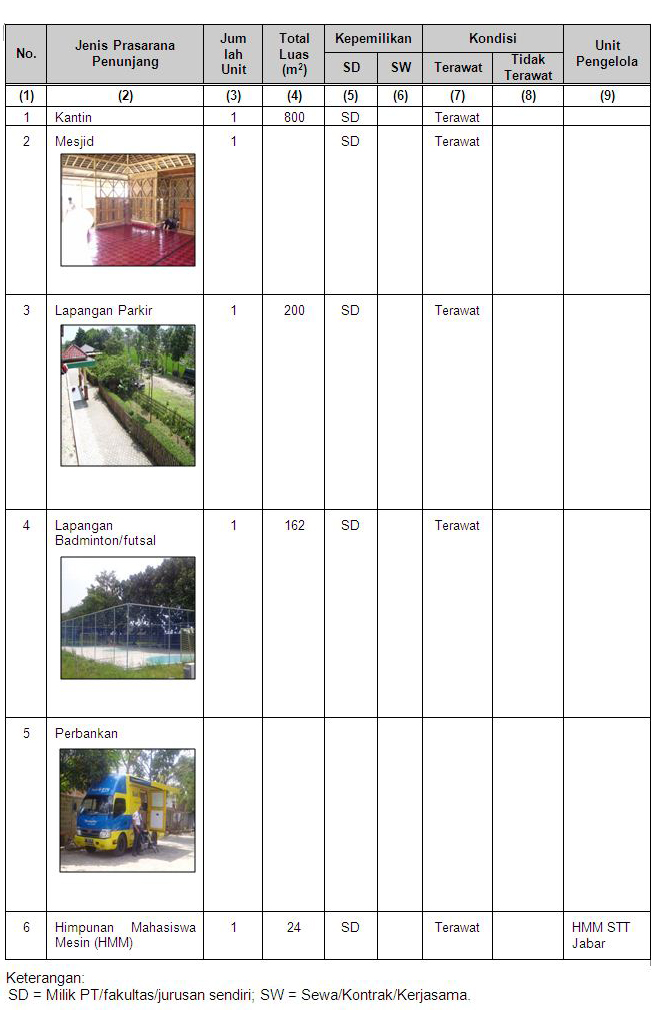 No. Jenis Prasarana Penunjang Jum lah Unit Total Luas (m²) Kepemilikan Kondisi Unit Pengelola
SD SW Terawat Tidak Terawat
(1) (2) (3) (4) (5) (6) (7) (8) (9)
1 Kantin 1 800 SD Terawat
2 Mesjid 1 SD Terawat
3 Lapangan Parkir 1 200 SD Terawat
4 Lapangan 1 162 SD Terawat
Badminton/futsal
5 Perbankan
6 Himpunan Mahasiswa 1 24 SD Terawat HMM STT
Mesin (HMM) Jabar
Keterangan:
SD = Milik PT/fakultas/jurusan sendiri; SW = Sewa/Kontrak/Kerjasama.